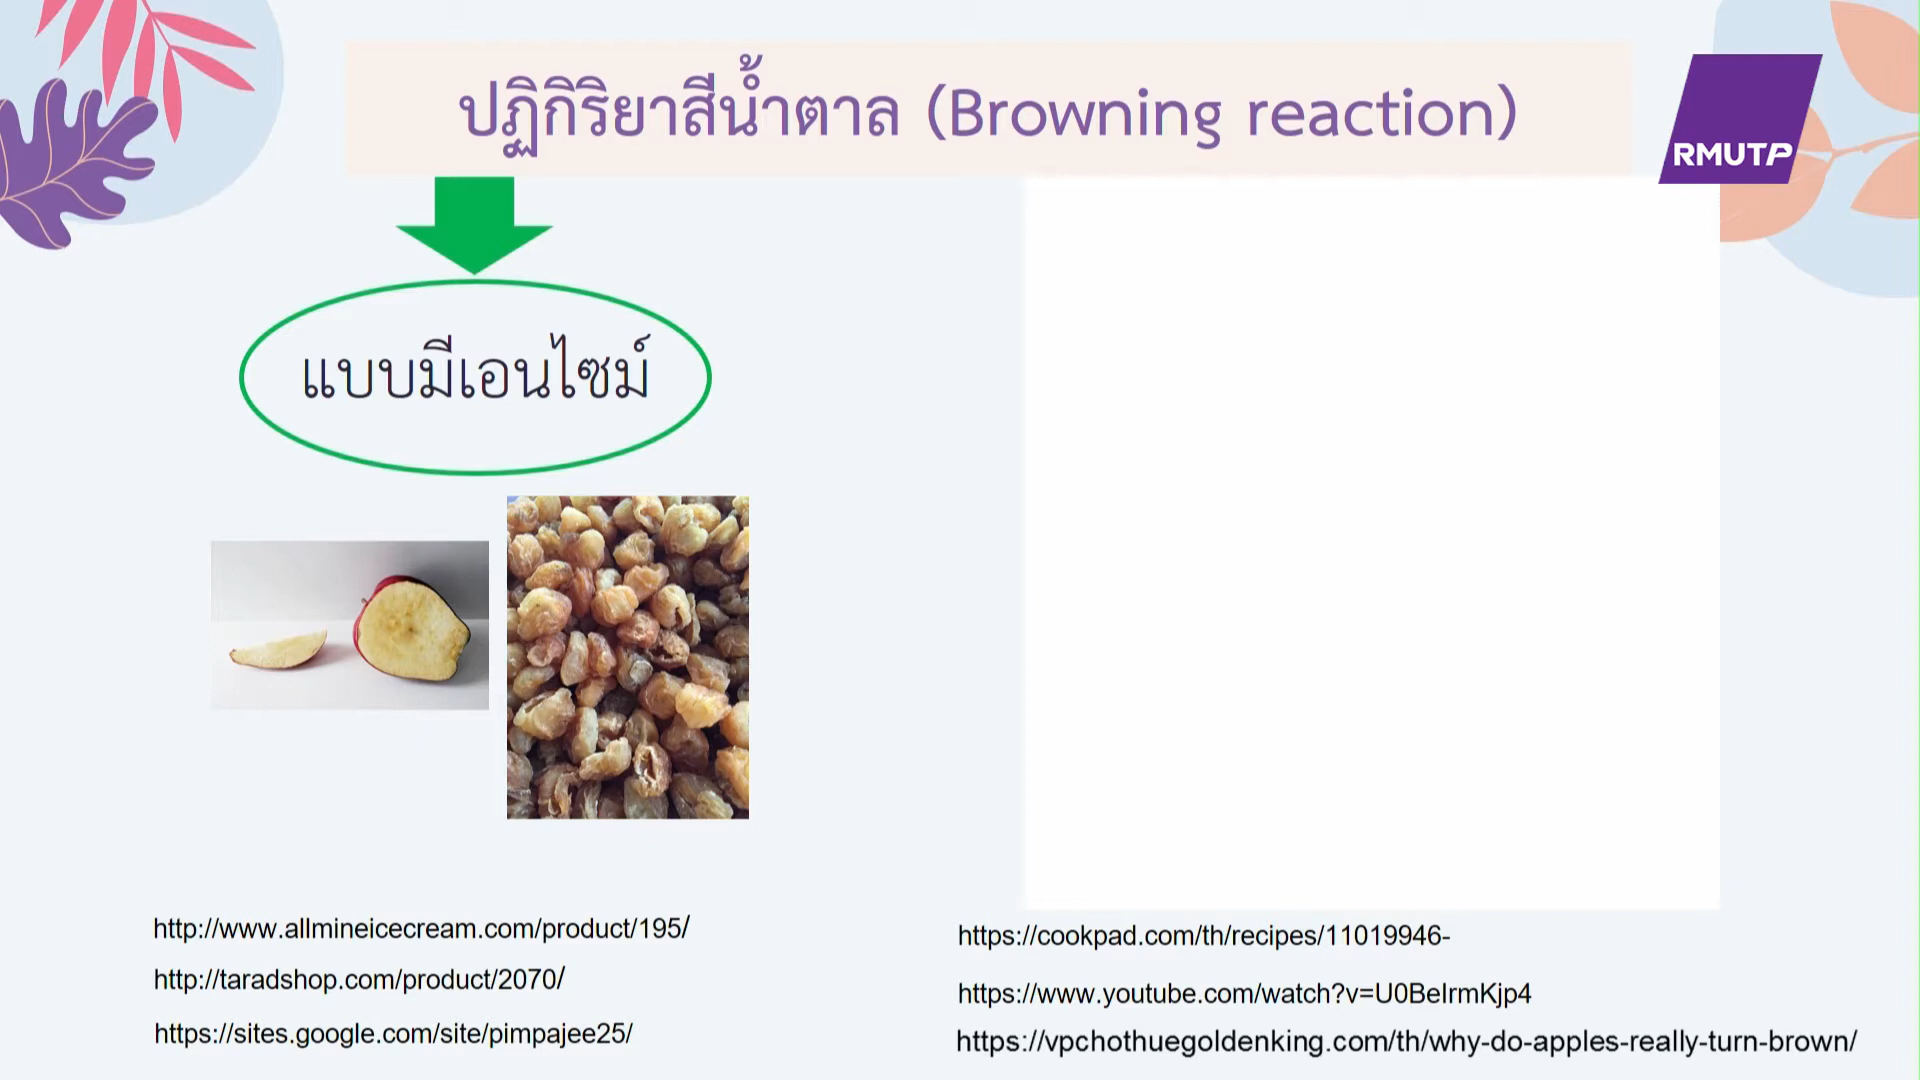 ปฏิกิริยาสีน้ำตาล (Browning reaction)
RMUTP
แบบมีเอนไซม์
http://www.allmineicecream.com/product/195/
http://taradshop.com/product/2070/
https://sites.google.com/site/pimpajee25/
https://cookpad.com/th/recipes/11019946-
https://www.youtube.com/watch?v=U0BeIrmKjp4
https://vpchothuegoldenking.com/th/why-do-apples-really-turn-brown/